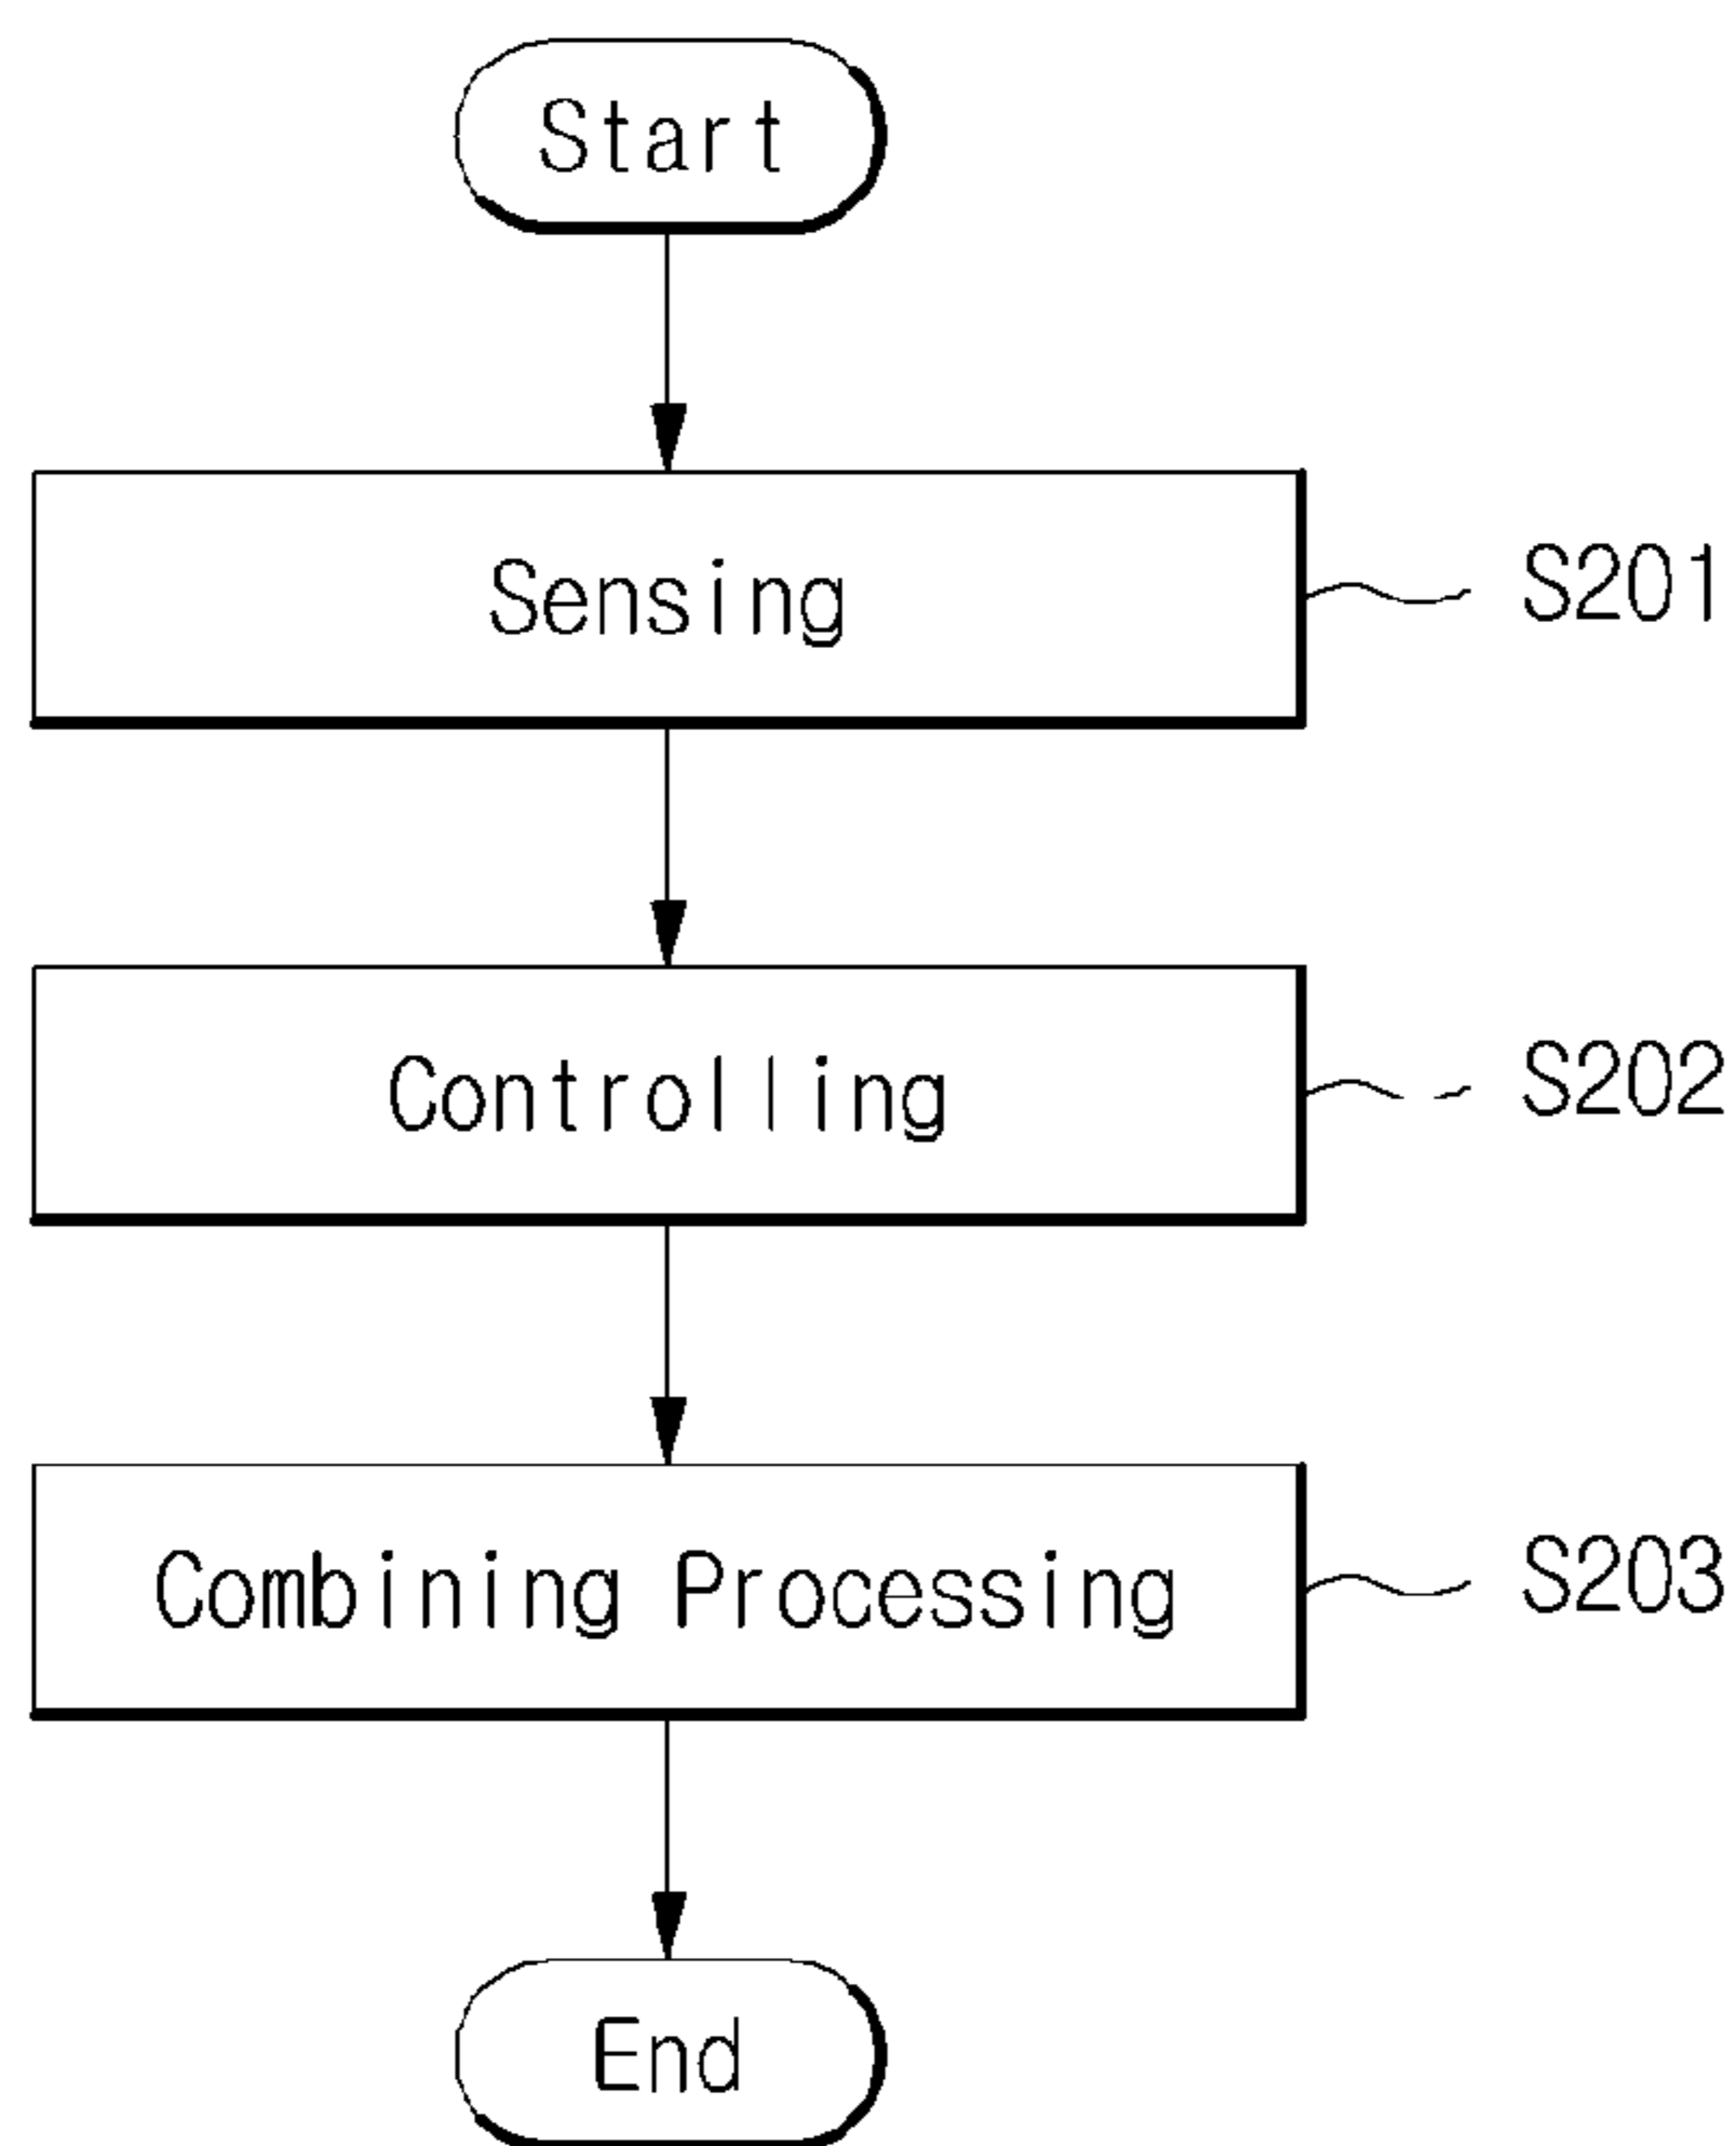 Start
Sensing
S201
Controlling
S202
Combining Processing
S203
End